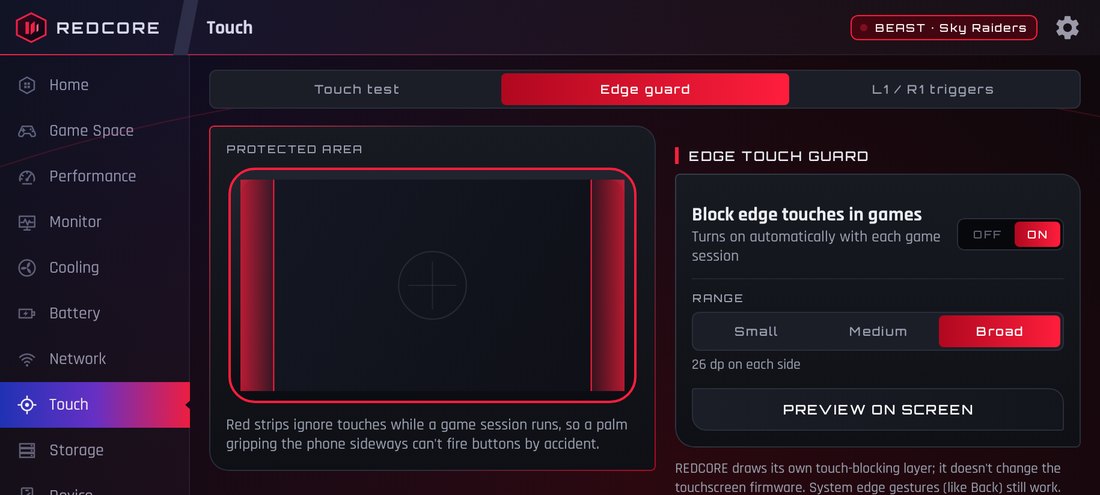 REDCORE
Touch
BEAST · Sky Raiders
Home
Game Space
Performance
Monitor
Cooling
Battery
Network
Touch
Storage
Device
Touch test
Edge guard
L1 / R1 triggers
PROTECTED AREA
Red strips ignore touches while a game session runs, so a palm
gripping the phone sideways can't fire buttons by accident.
EDGE TOUCH GUARD
Block edge touches in games
Turns on automatically with each game
session
OFF
ON
RANGE
Small
Medium
Broad
26 dp on each side
PREVIEW ON SCREEN
REDCORE draws its own touch-blocking layer; it doesn't change the
touchscreen firmware. System edge gestures (like Back) still work.